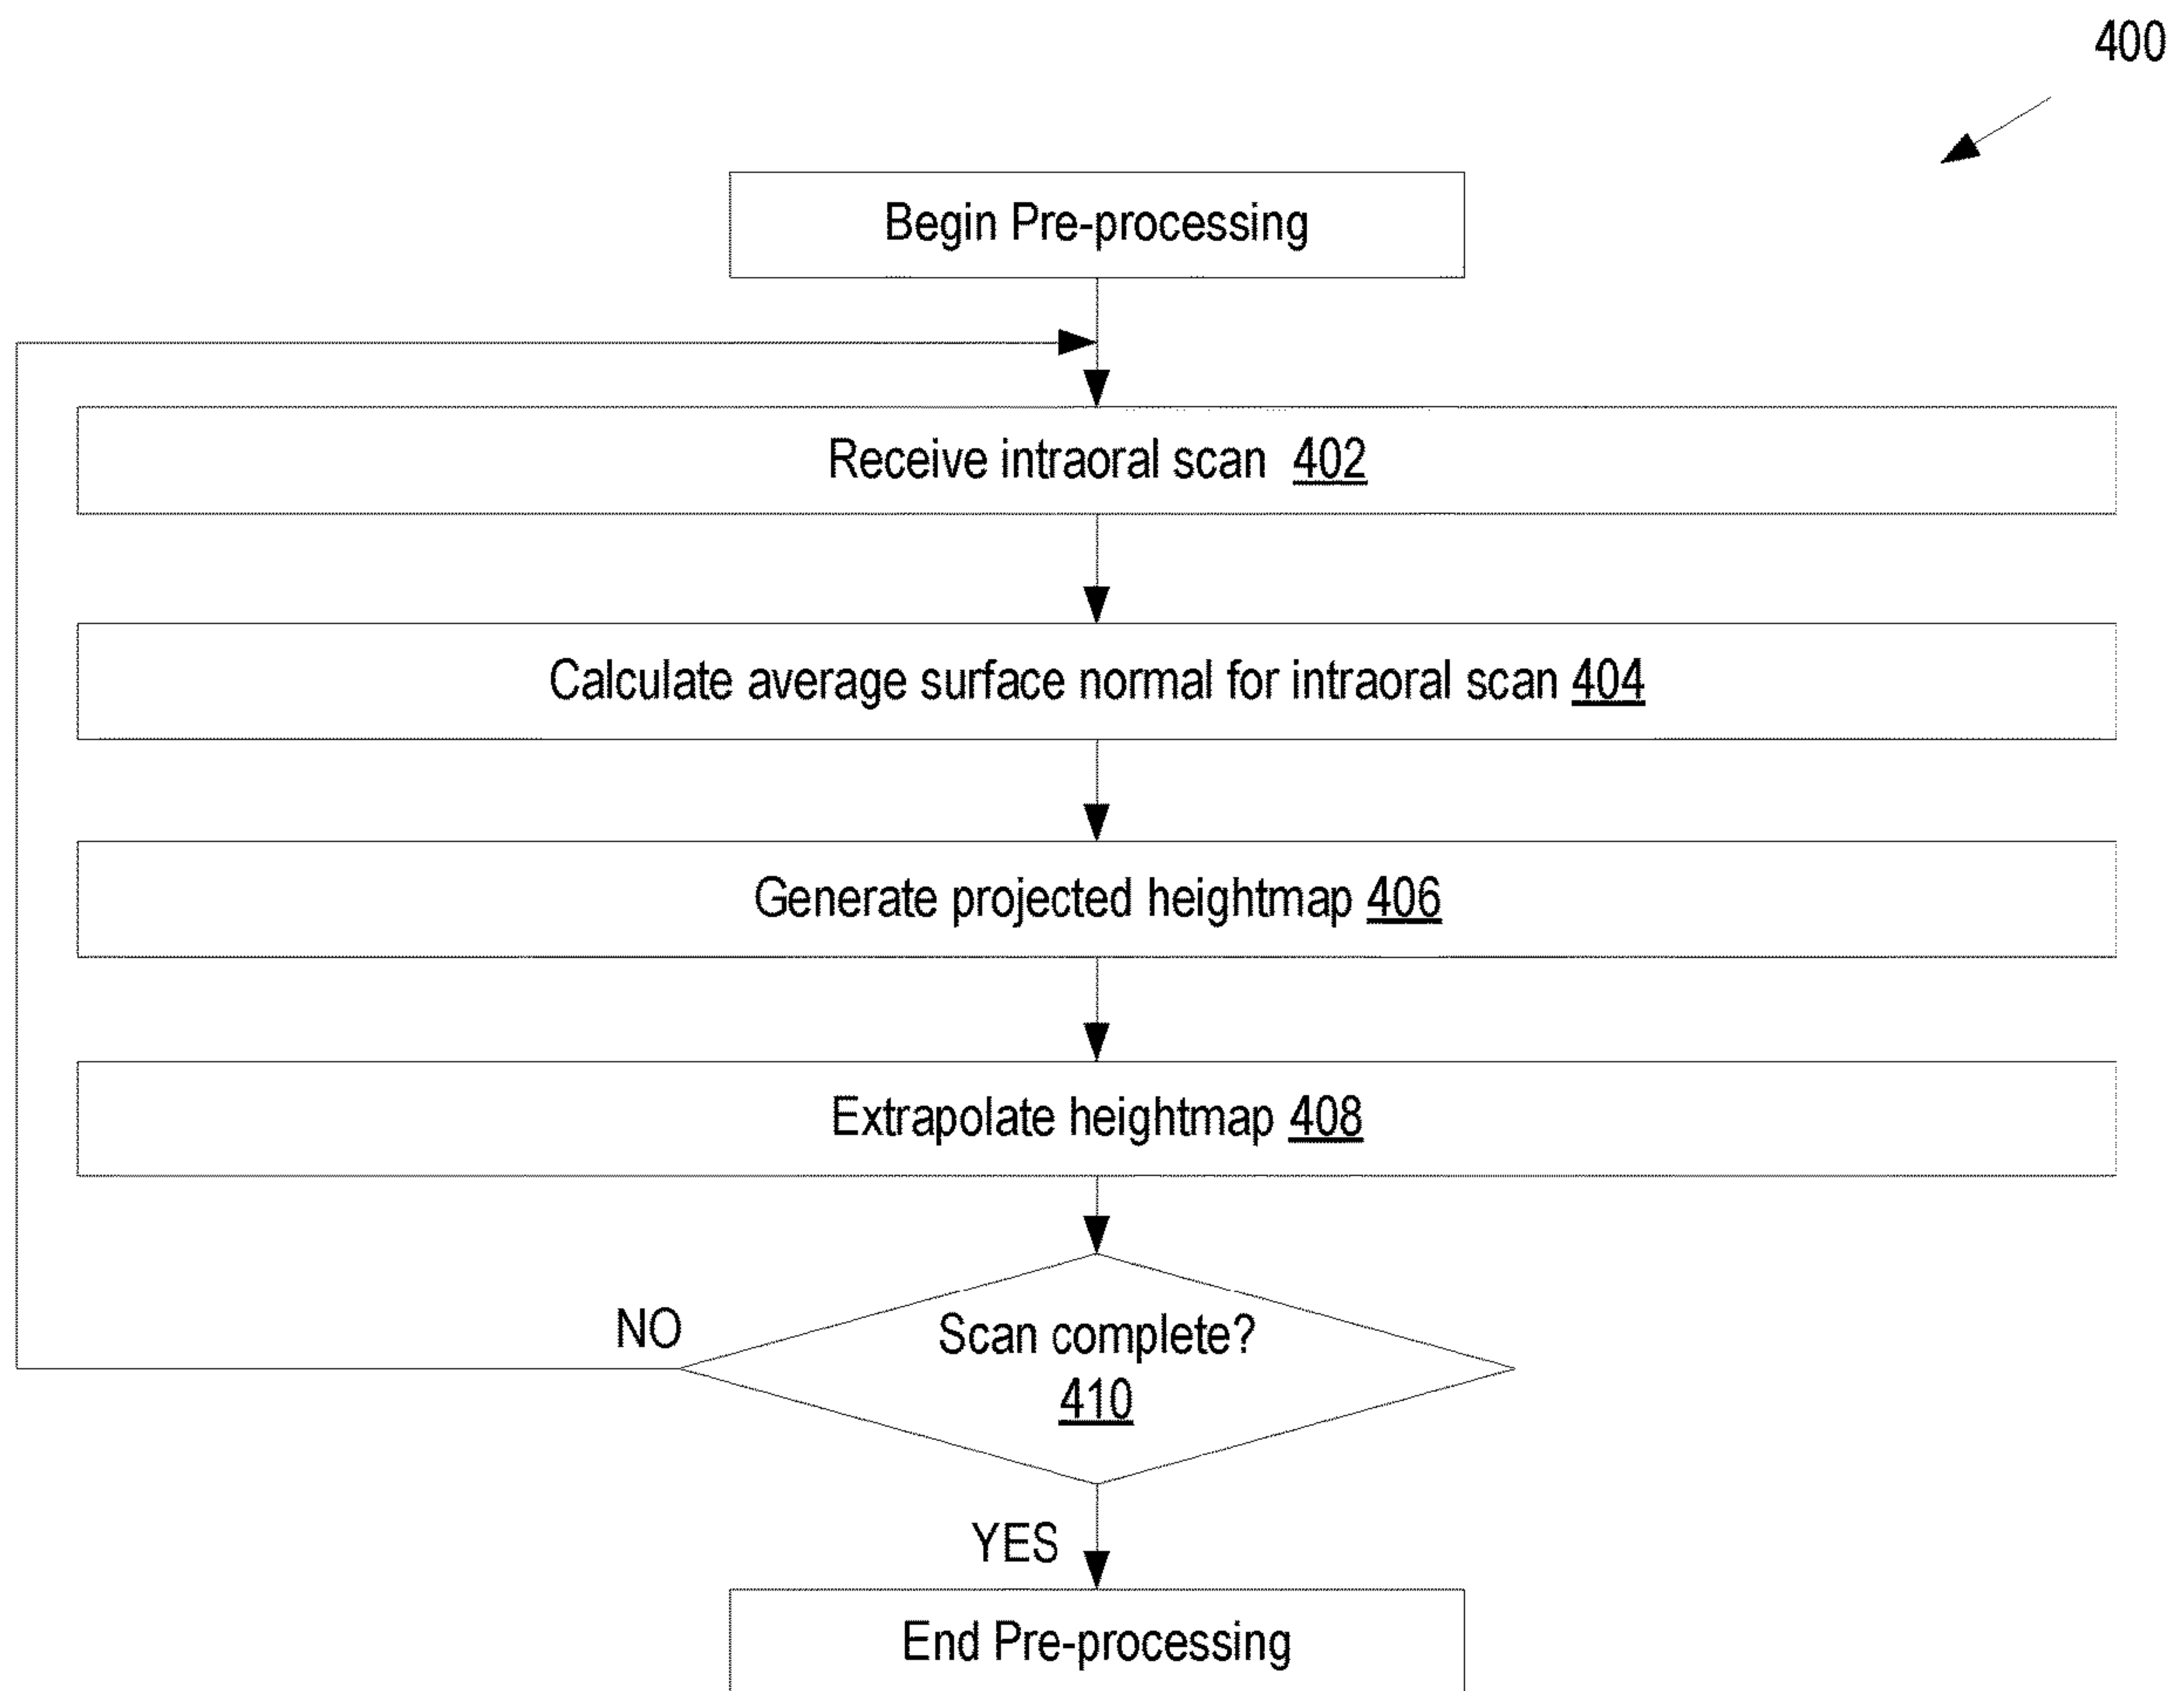 400
Begin Pre-processing
Receive intraoral scan 402
Calculate average surface normal for intraoral scan 404
Generate projected heightmap 406
Extrapolate heightmap 408
NO
Scan complete?
410
YES
End Pre-processing